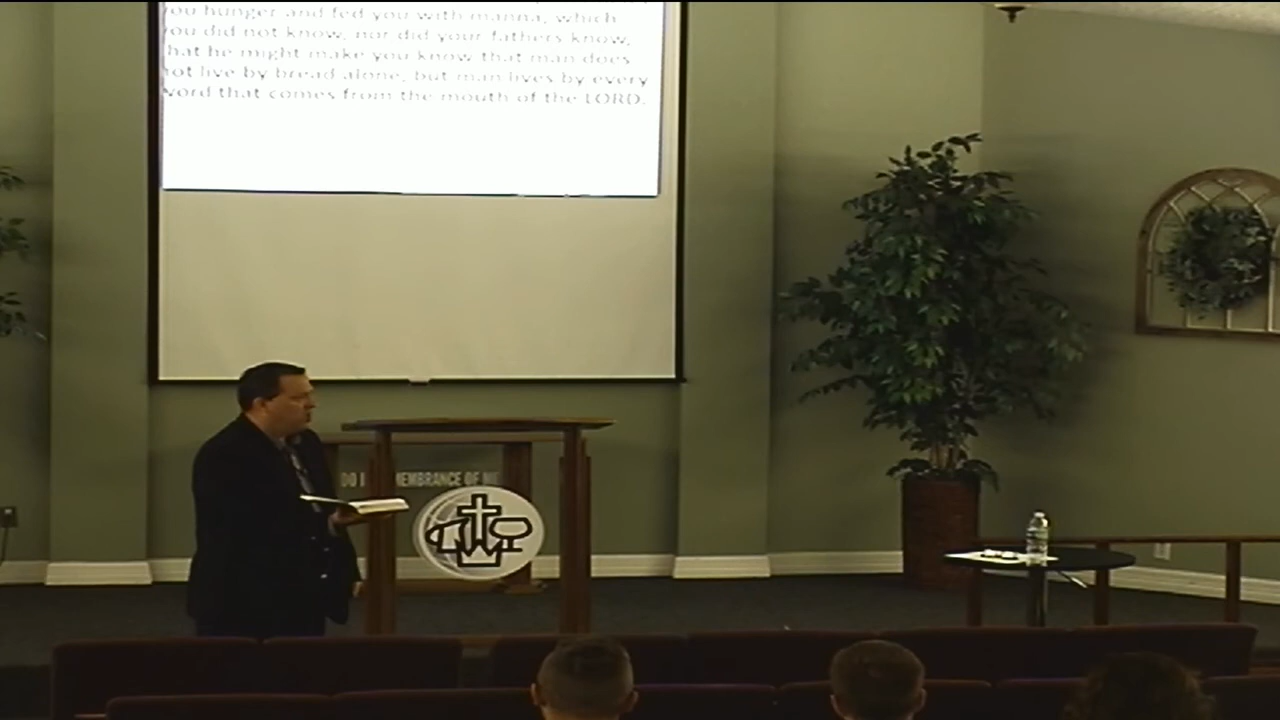 you hunger and fed you with manna, which
you did not know, nor did your fathers know,
that he might make you know that man does
not live by bread alone, but man lives by every
word that comes from the mouth of the LORD.
DO I MEMBRANCE OF ME